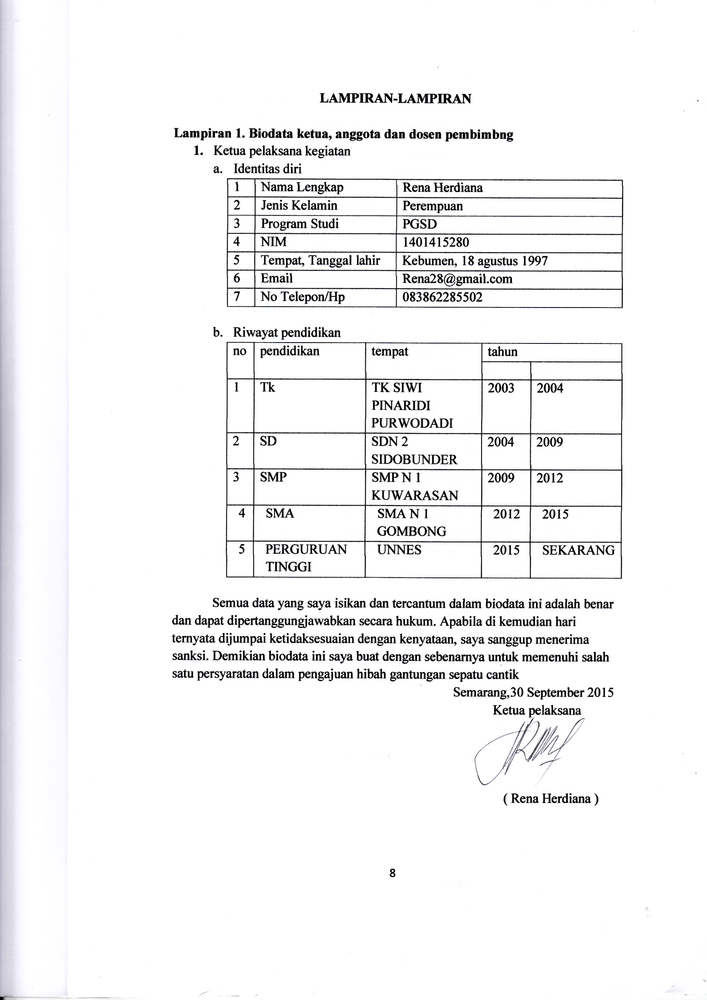 LAMPIRAN-LAMPIRAN
Lampiran 1. Biodata ketua, anggota dan dosen pembimbng
1. Ketua pelaksana kegiatan
a. Identitas diri
1 Nama Lengkap Rena Herdiana
2 Jenis Kelamin Perempuan
3 Program Studi PGSD
4 NIM 1401415280
5 Tempat, Tanggal lahir Kebumen, 18 agustus 1997
6 Email Rena28@gmail.com
7 No Telepon/Hp 083862285502
b. Riwayat pendidikan
no pendidikan tempat tahun
1 Tk TK SIWI 2003 2004
PINARIDI
PURWODADI
2 SD SDN 2 2004 2009
SIDOBUNDER
3 SMP SMP N 1 2009 2012
KUWARASAN
4 SMA SMA N 1 2012 2015
GOMBONG
5 PERGURUAN UNNES 2015 SEKARANG
TINGGI
Semua data yang saya isikan dan tercantum dalam biodata ini adalah benar
dan dapat dipertanggungjawabkan secara hukum. Apabila di kemudian hari
ternyata dijumpai ketidaksesuaian dengan kenyataan, saya sanggup menerima
sanksi. Demikian biodata ini saya buat dengan sebenarnya untuk memenuhi salah
satu persyaratan dalam pengajuan hibah gantungan sepatu cantik
Semarang,30 September 2015
Ketua pelaksana
( Rena Herdiana )
8